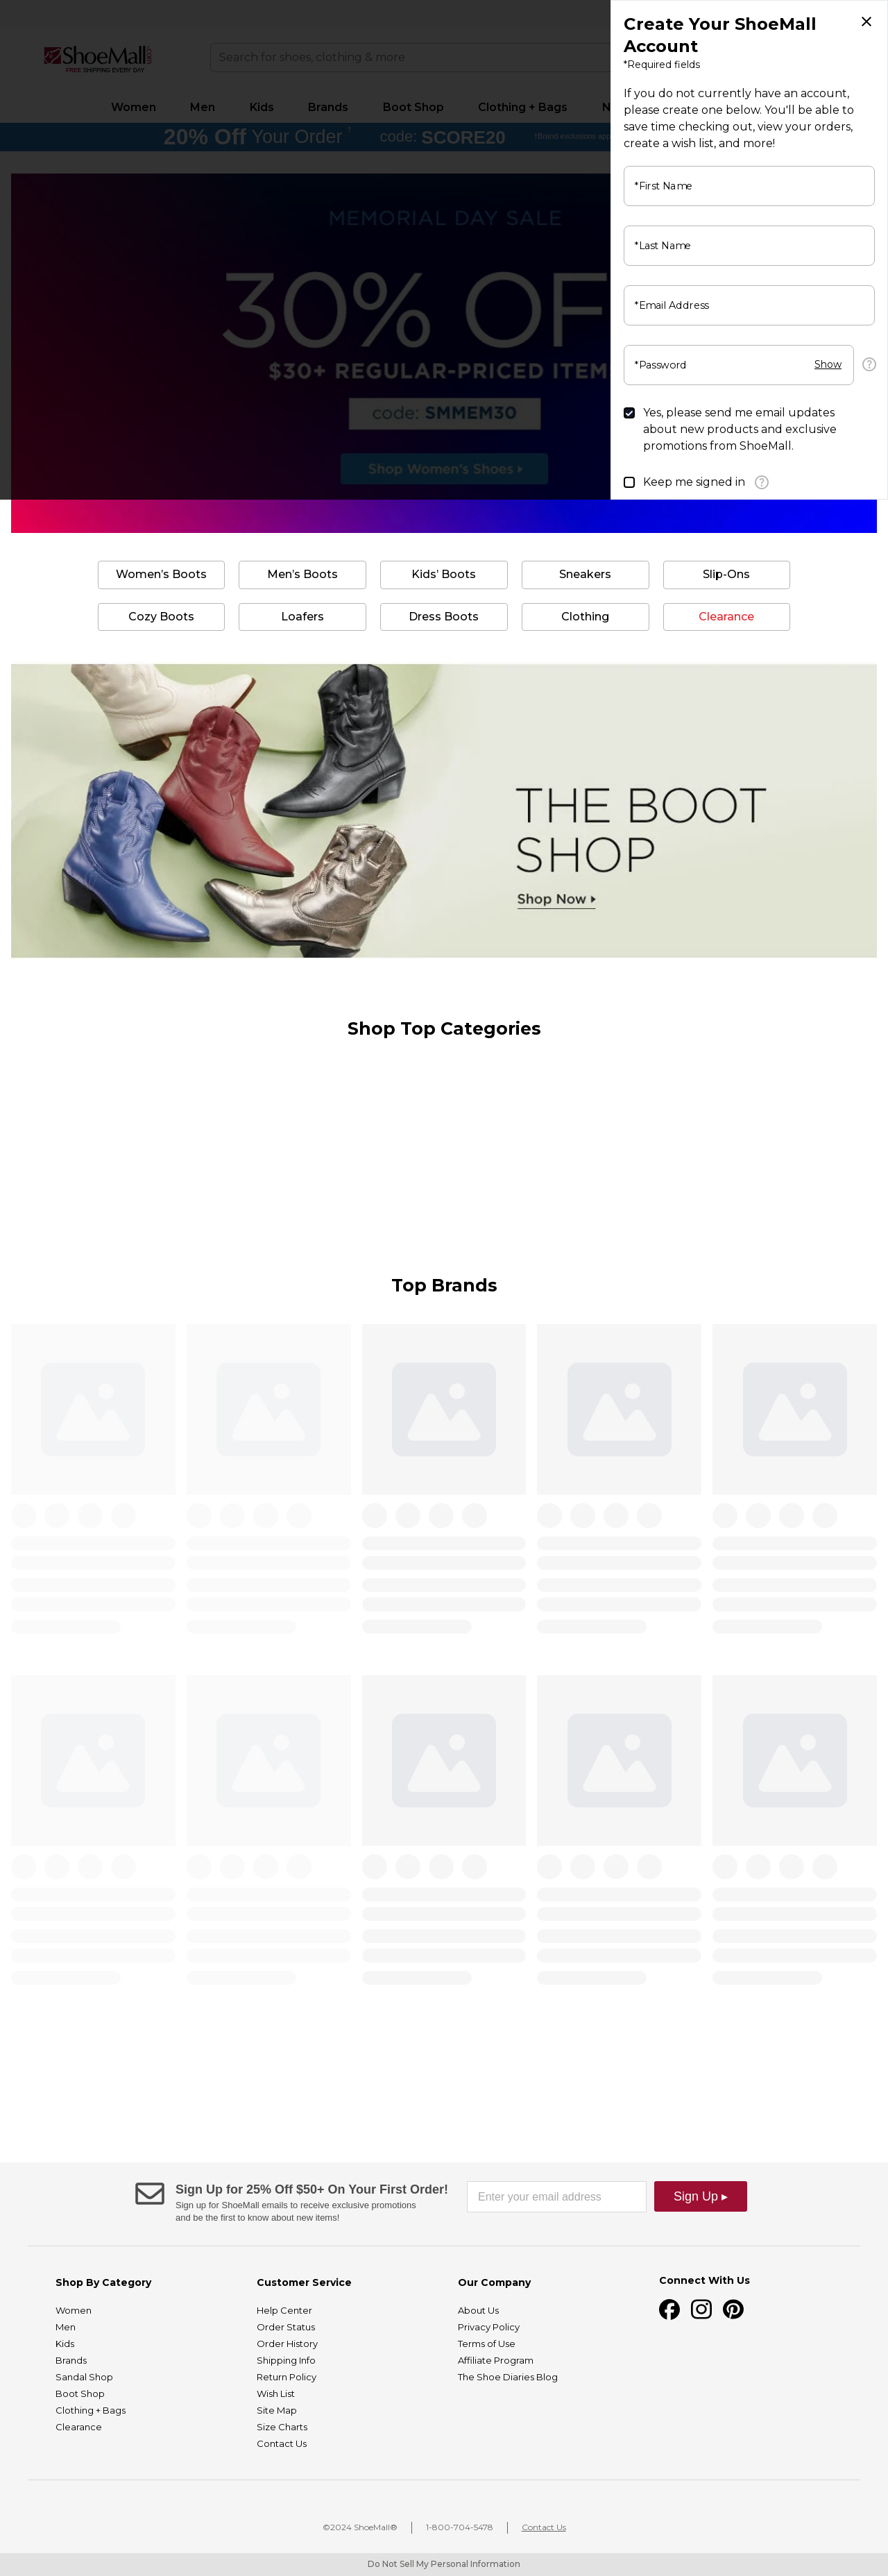 ShoeMall
FREE SHIPPING EVERY DAY
Search for shoes, clothing & more
Women
Men
Kids
Brands
Boot Shop
Clothing + Bags
20% Off Your Order †
code: SCORE20
MEMORIAL DAY SALE
30% OFF
$30+ REGULAR-PRICED ITEMS
code: SMMEM30
Shop Women's Shoes
Create Your ShoeMall
Account
*Required fields
If you do not currently have an account,
please create one below. You'll be able to
save time checking out, view your orders,
create a wish list, and more!
*First Name
*Last Name
*Email Address
*Password
Show
Yes, please send me email updates
about new products and exclusive
promotions from ShoeMall.
Keep me signed in
Women's Boots
Men's Boots
Kids' Boots
Sneakers
Slip-Ons
Cozy Boots
Loafers
Dress Boots
Clothing
Clearance
THE BOOT
SHOP
Shop Now
Shop Top Categories
Top Brands
Sign Up for 25% Off $50+ On Your First Order!
Sign up for ShoeMall emails to receive exclusive promotions
and be the first to know about new items!
Enter your email address
Sign Up ▸
Shop By Category
Women
Men
Kids
Brands
Sandal Shop
Boot Shop
Clothing + Bags
Clearance
Customer Service
Help Center
Order Status
Order History
Shipping Info
Return Policy
Wish List
Site Map
Size Charts
Contact Us
Our Company
About Us
Privacy Policy
Terms of Use
Affiliate Program
The Shoe Diaries Blog
Connect With Us
©2024 ShoeMall®
1-800-704-5478
Contact Us
Do Not Sell My Personal Information